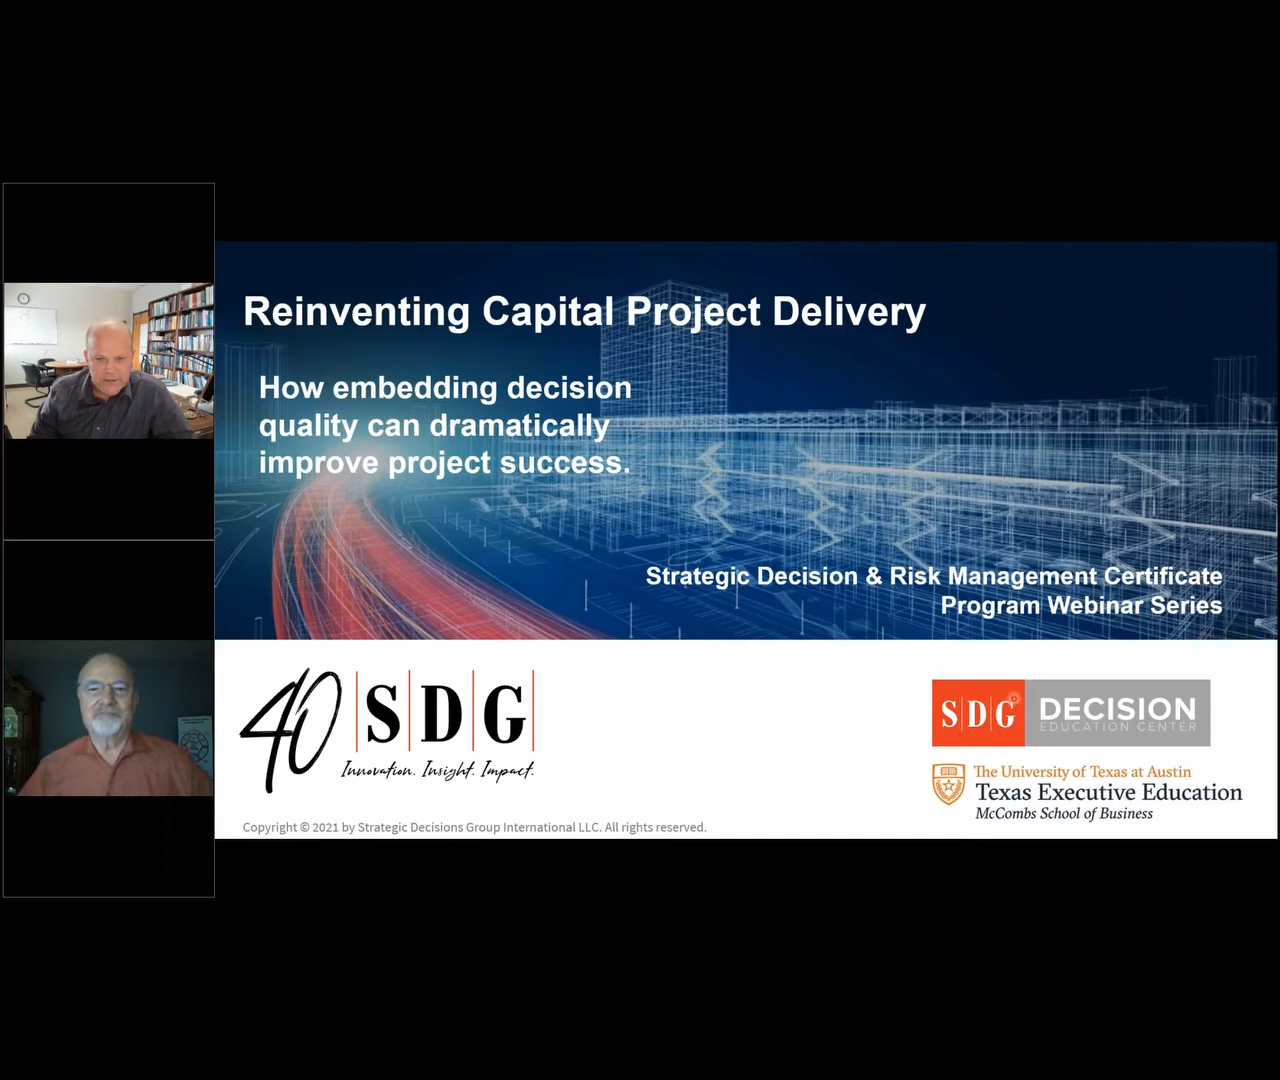 Reinventing Capital Project Delivery
How embedding decision
quality can dramatically
improve project success.
Strategic Decision & Risk Management Certificate
Program Webinar Series
40 SDG
Innovation. Insight. Impact.
SDG DECISION
EDUCATION CENTER
The University of Texas at Austin
Texas Executive Education
McCombs School of Business
Copyright © 2021 by Strategic Decisions Group International LLC. All rights reserved.